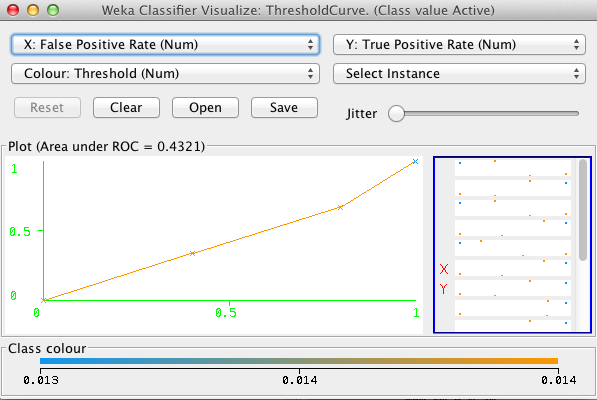 Weka Classifier Visualize: ThresholdCurve. (Class value Active)
X: False Positive Rate (Num)
Y: True Positive Rate (Num)
Colour: Threshold (Num)
Select Instance
Reset
Clear
Open
Save
Jitter
Plot (Area under ROC = 0.4321)
1
0.5
0
0
0.5
1
X
Y
Class colour
0.013
0.014
0.014